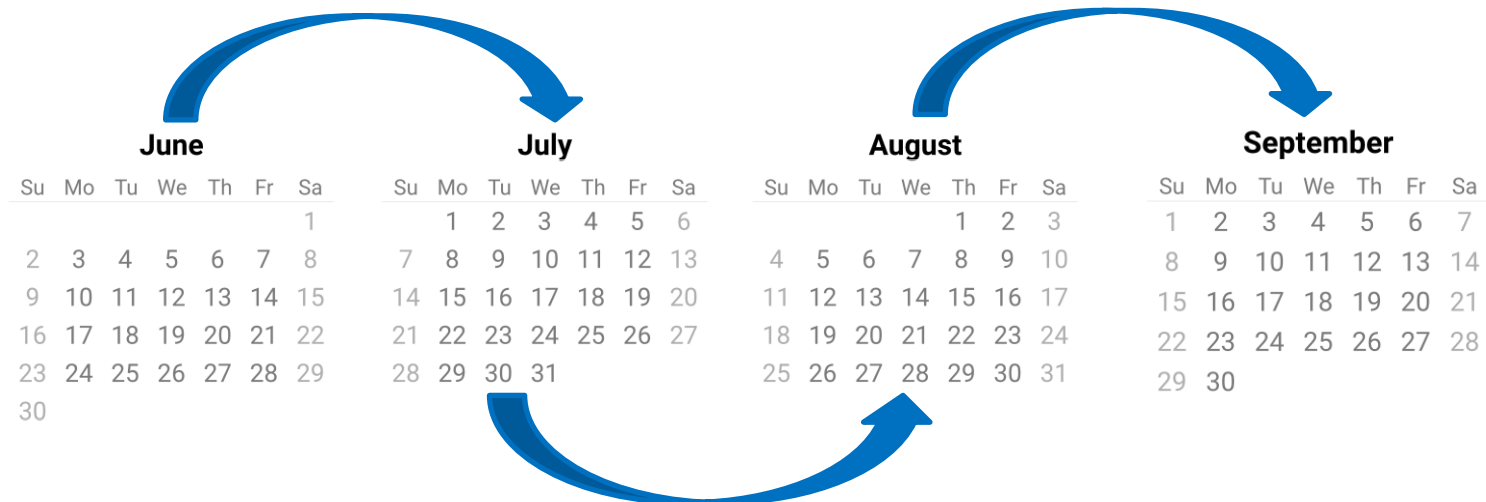 June
Su Mo Tu We Th Fr Sa
1
2 3 4 5 6 7 8
9 10 11 12 13 14 15
16 17 18 19 20 21 22
23 24 25 26 27 28 29
30
July
Su Mo Tu We Th Fr Sa
1 2 3 4 5 6
7 8 9 10 11 12 13
14 15 16 17 18 19 20
21 22 23 24 25 26 27
28 29 30 31
August
Su Mo Tu We Th Fr Sa
1 2 3
4 5 6 7 8 9 10
11 12 13 14 15 16 17
18 19 20 21 22 23 24
25 26 27 28 29 30 31
September
Su Mo Tu We Th Fr Sa
1 2 3 4 5 6 7
8 9 10 11 12 13 14
15 16 17 18 19 20 21
22 23 24 25 26 27 28
29 30